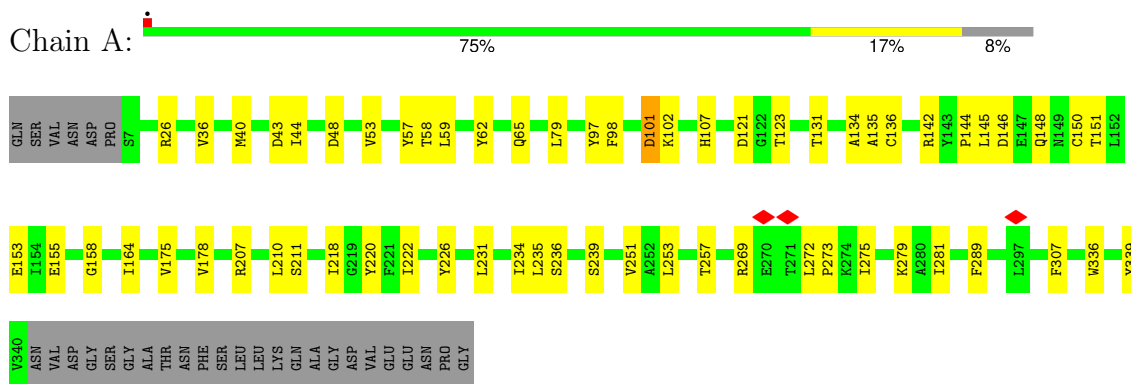 Chain A:
75% 17% 8%
GLN SER VAL ASN ASP PRO S7 R26 V36 M40 D43 I44 D48 V53 Y57 T58 L59 Y62 Q65 L79 Y97 F98 D101 K102 H107 D121 G122 T123 T131 A134 A135 C136 R142 Y143 P144 L145 D146 E147 Q148 N149 C150 T151 L152
E153 I154 E155 G158 I164 V175 V178 R207 L210 S211 I218 G219 Y220 F221 I222 Y226 L231 I234 L235 S236 S239 V251 A252 L253 T257 R269 E270 T271 L272 P273 K274 I275 K279 A280 I281 F289 L297 F307 W336 Y339
V340 ASN VAL ASP GLY SER GLY ALA THR ASN PHE SER LEU LEU LYS GLN ALA GLY ASP VAL GLU GLU ASN PRO GLY